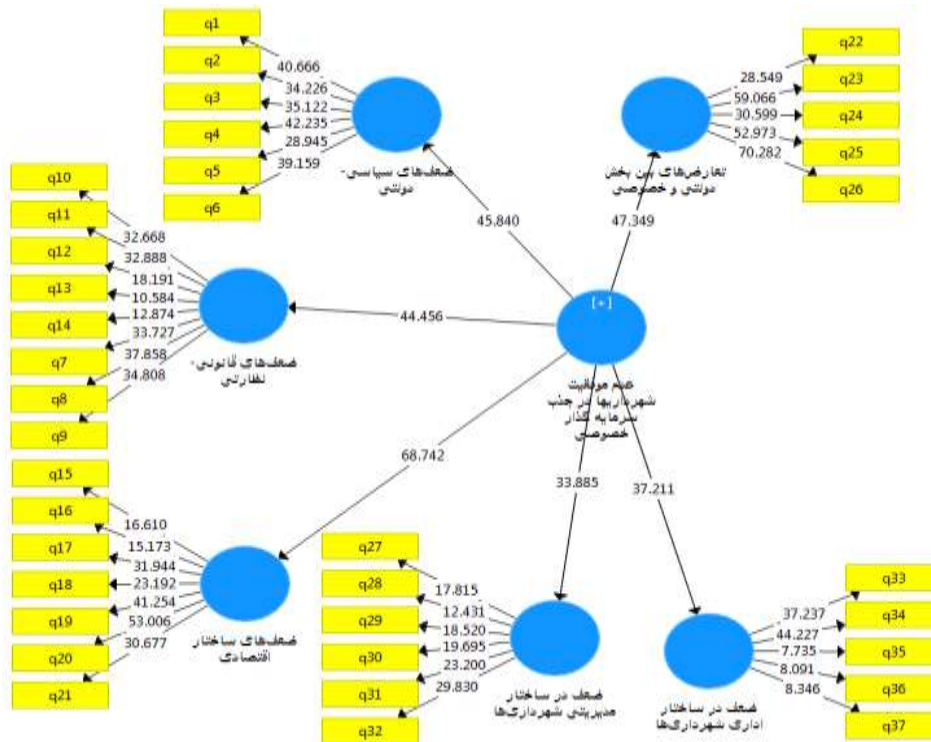 q1
q2
q3
q4
q5
q6
40.666
34.226
35.122
42.235
28.945
39.159
ضعف‌های سیاسی-
دولتی
q22
q23
q24
q25
q26
28.549
59.066
30.599
52.973
70.282
تعارض‌های بین بخش
دولتی و خصوصی
45.840
47.349
q10
q11
q12
q13
q14
q7
q8
q9
32.668
32.888
18.191
10.584
12.874
33.727
37.858
34.808
ضعف‌های قانونی-
نظارتی
44.456
[+]
عدم موفقیت
شهرداریها در جذب
سرمایه گذار
خصوصی
68.742
33.885
37.211
q15
q16
q17
q18
q19
q20
q21
16.610
15.173
31.944
23.192
41.254
53.006
30.677
ضعف‌های ساختار
اقتصادی
q27
q28
q29
q30
q31
q32
17.815
12.431
18.520
19.695
23.200
29.830
ضعف در ساختار
مدیریتی شهرداری‌ها
q33
q34
q35
q36
q37
37.237
44.227
7.735
8.091
8.346
ضعف در ساختار
اداری شهرداری‌ها